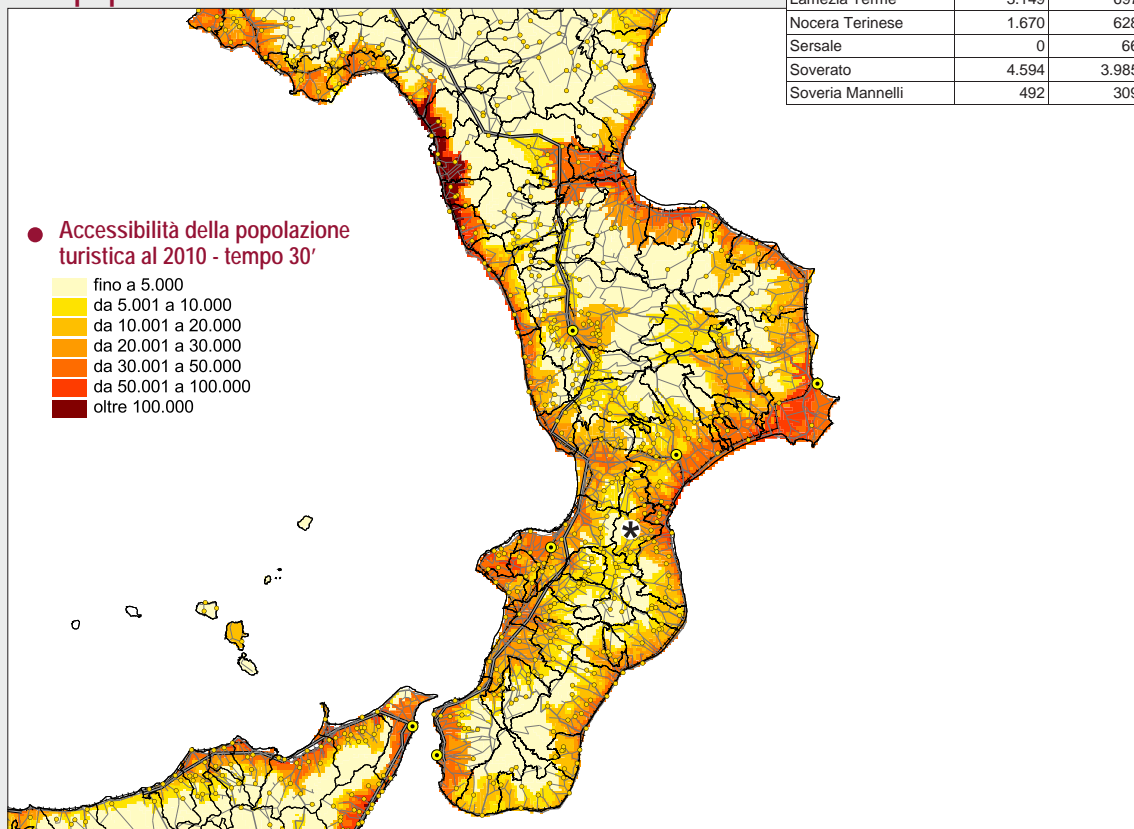 Nocera Terinese 1.670 628
Sersale 0 66
Soverato 4.594 3.985
Soveria Mannelli 492 309
Accessibilità della popolazione
turistica al 2010 - tempo 30’
fino a 5.000
da 5.001 a 10.000
da 10.001 a 20.000
da 20.001 a 30.000
da 30.001 a 50.000
da 50.001 a 100.000
oltre 100.000
*